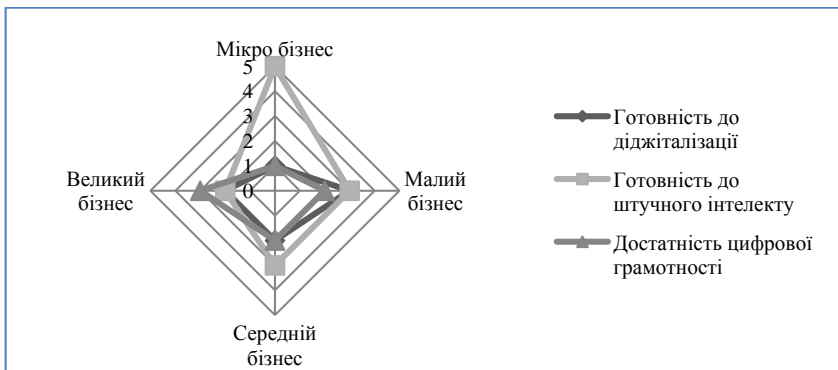 Мікро бізнес
5
4
3
2
1
0
Великий
бізнес
Малий
бізнес
Середній
бізнес
Готовність до
діджіталізації
Готовність до
штучного інтелекту
Достатність цифрової
грамотності